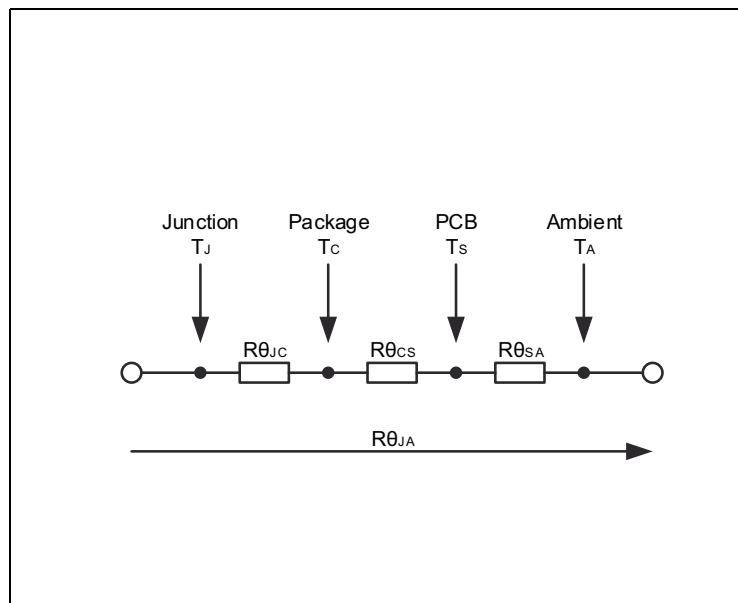 Junction Package PCB Ambient
TJ TC TS TA
RθJC RθCS RθSA
RθJA